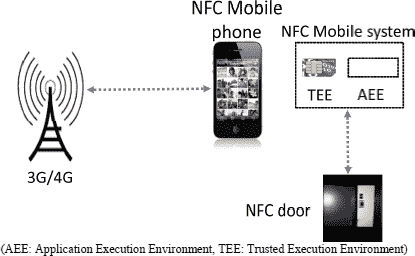 NFC Mobile
phone
NFC Mobile system
TEE AEE
3G/4G
NFC door
(AEE: Application Execution Environment, TEE: Trusted Execution Environment)